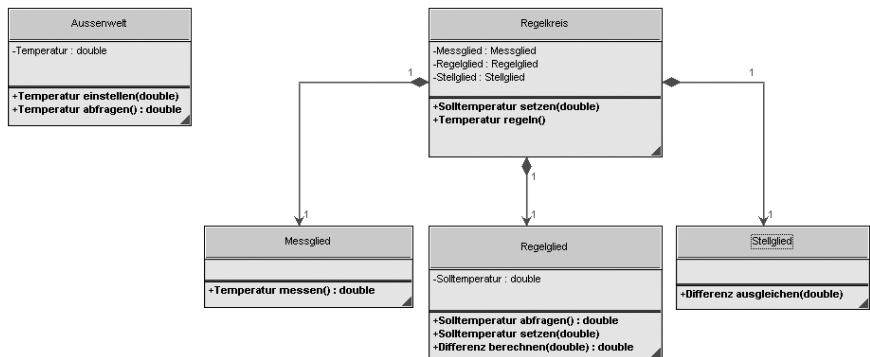 Aussenwelt
-Temperatur : double
+Temperatur einstellen(double)
+Temperatur abfragen() : double
Regelkreis
-Messglied : Messglied
-Regelglied : Regelglied
-Stellglied : Stellglied
+Solltemperatur setzen(double)
+Temperatur regeln()
1
1
1
1
1
1
Messglied
+Temperatur messen() : double
Regelglied
-Solltemperatur : double
+Solltemperatur abfragen() : double
+Solltemperatur setzen(double)
+Differenz berechnen(double) : double
Stellglied
+Differenz ausgleichen(double)